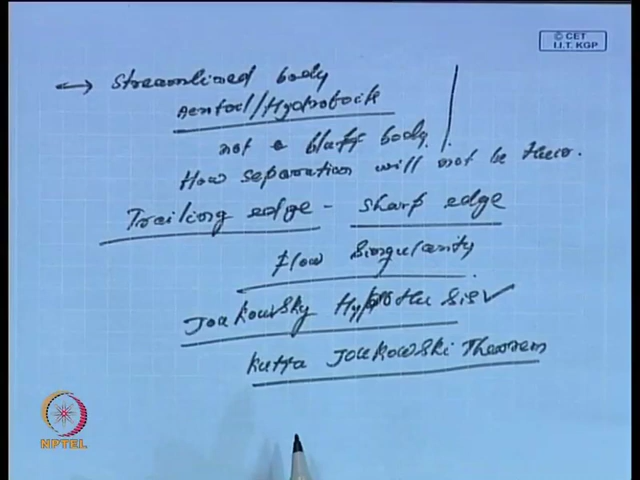 © CET
I.I.T. KGP
Streamlined body
Aerofoil/Hydrofoil
not a bluff body.
Flow separation will not be there.
Trailing edge - sharp edge
Flow Singularity
Joukowsky Hypothesis ✓
Kutta Joukowski Theorem
NPTEL